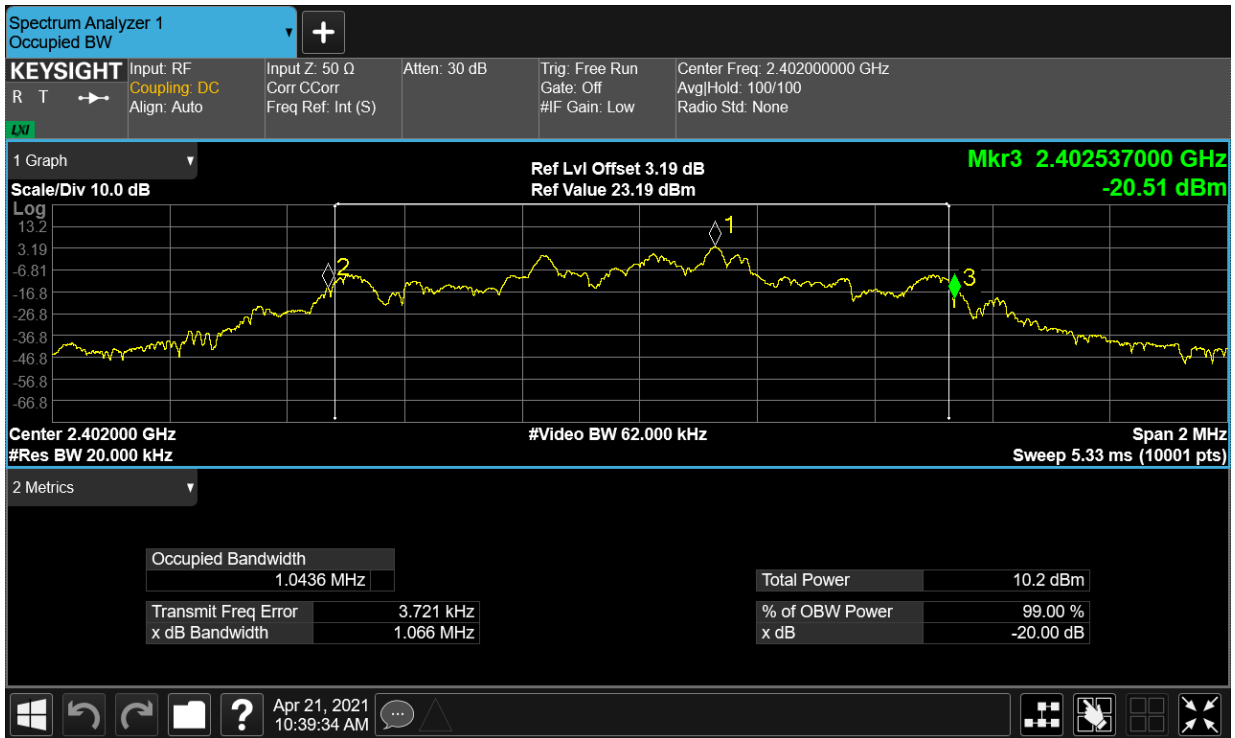 Spectrum Analyzer 1
Occupied BW
+
KEYSIGHT
R T
LXI
Input: RF
Coupling: DC
Align: Auto
Input Z: 50 Ω
Corr CCorr
Freq Ref: Int (S)
Atten: 30 dB
Trig: Free Run
Gate: Off
#IF Gain: Low
Center Freq: 2.402000000 GHz
Avg|Hold: 100/100
Radio Std: None
1 Graph
Scale/Div 10.0 dB
Ref Lvl Offset 3.19 dB
Ref Value 23.19 dBm
Mkr3 2.402537000 GHz
-20.51 dBm
Log
13.2
3.19
-6.81
-16.8
-26.8
-36.8
-46.8
-56.8
-66.8
1
2
3
Center 2.402000 GHz
#Video BW 62.000 kHz
Span 2 MHz
#Res BW 20.000 kHz
Sweep 5.33 ms (10001 pts)
2 Metrics
Occupied Bandwidth
1.0436 MHz
Transmit Freq Error 3.721 kHz
x dB Bandwidth 1.066 MHz
Total Power 10.2 dBm
% of OBW Power 99.00 %
x dB -20.00 dB
?
Apr 21, 2021
10:39:34 AM